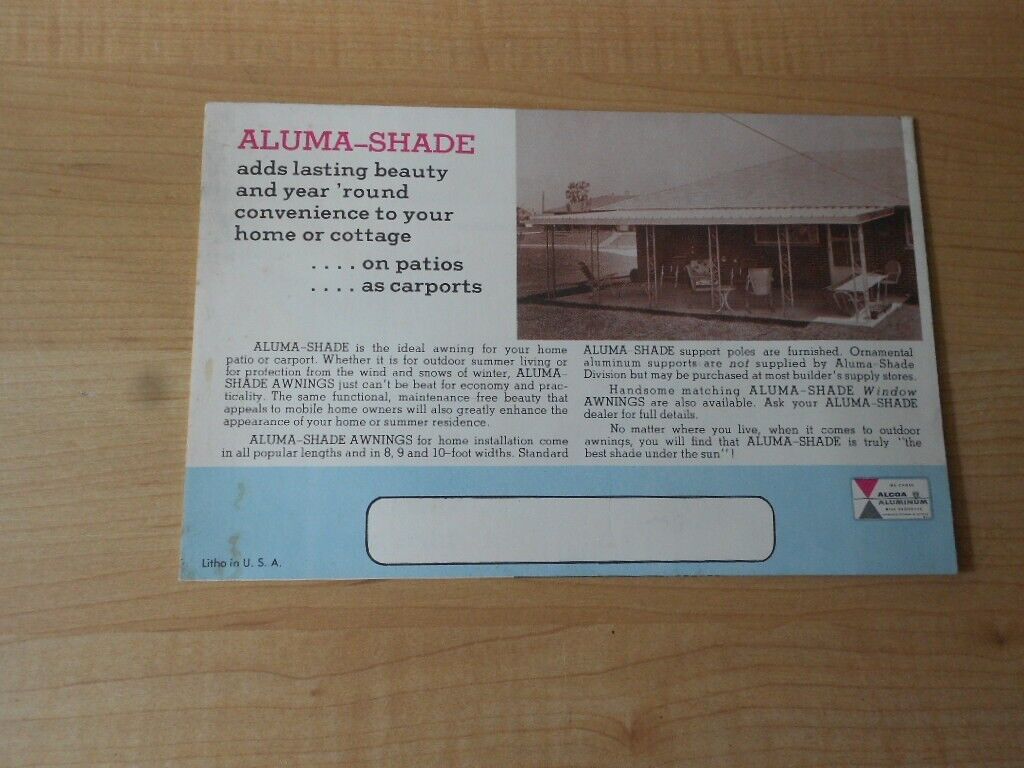 ALUMA-SHADE
adds lasting beauty
and year 'round
convenience to your
home or cottage
. . . . on patios
. . . . as carports
ALUMA-SHADE is the ideal awning for your home
patio or carport. Whether it is for outdoor summer living or
for protection from the wind and snows of winter, ALUMA-
SHADE AWNINGS just can't be beat for economy and prac-
ticality. The same functional, maintenance free beauty that
appeals to mobile home owners will also greatly enhance the
appearance of your home or summer residence.
ALUMA-SHADE AWNINGS for home installation come
in all popular lengths and in 8, 9 and 10-foot widths. Standard
ALUMA SHADE support poles are furnished. Ornamental
aluminum supports are not supplied by Aluma-Shade
Division but may be purchased at most builder's supply stores.
Handsome matching ALUMA-SHADE Window
AWNINGS are also available. Ask your ALUMA-SHADE
dealer for full details.
No matter where you live, when it comes to outdoor
awnings, you will find that ALUMA-SHADE is truly "the
best shade under the sun"!
ALCOA
ALUMINUM
Litho in U. S. A.